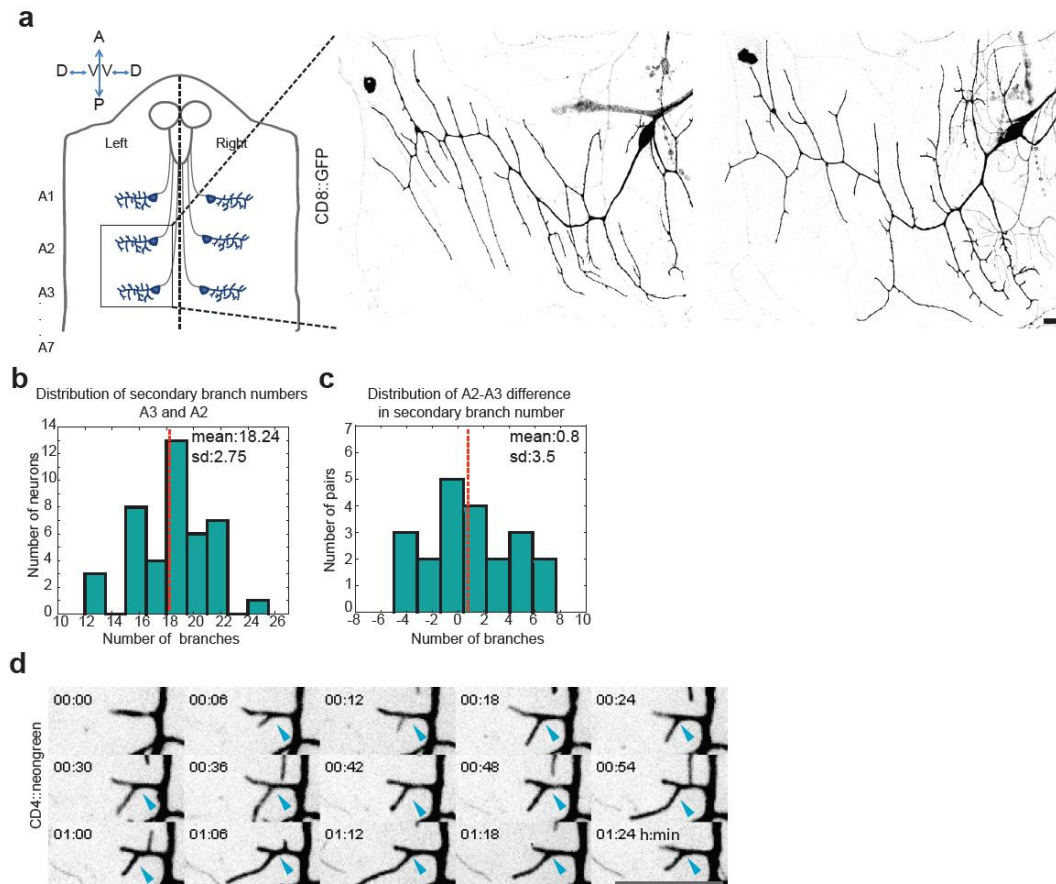 a
A
D V V D
P
Left Right
A1
A2
A3
.
.
A7
CD8::GFP
b
Distribution of secondary branch numbers
A3 and A2
mean:18.24
sd:2.75
Number of neurons
14
12
10
8
6
4
2
0
10 12 14 16 18 20 22 24 26
Number of branches
c
Distribution of A2-A3 difference
in secondary branch number
mean:0.8
sd:3.5
Number of pairs
7
6
5
4
3
2
1
0
-8 -6 -4 -2 0 2 4 6 8 10
Number of branches
d
CD4::neongreen
00:00 00:06 00:12 00:18 00:24
00:30 00:36 00:42 00:48 00:54
01:00 01:06 01:12 01:18 01:24 h:min